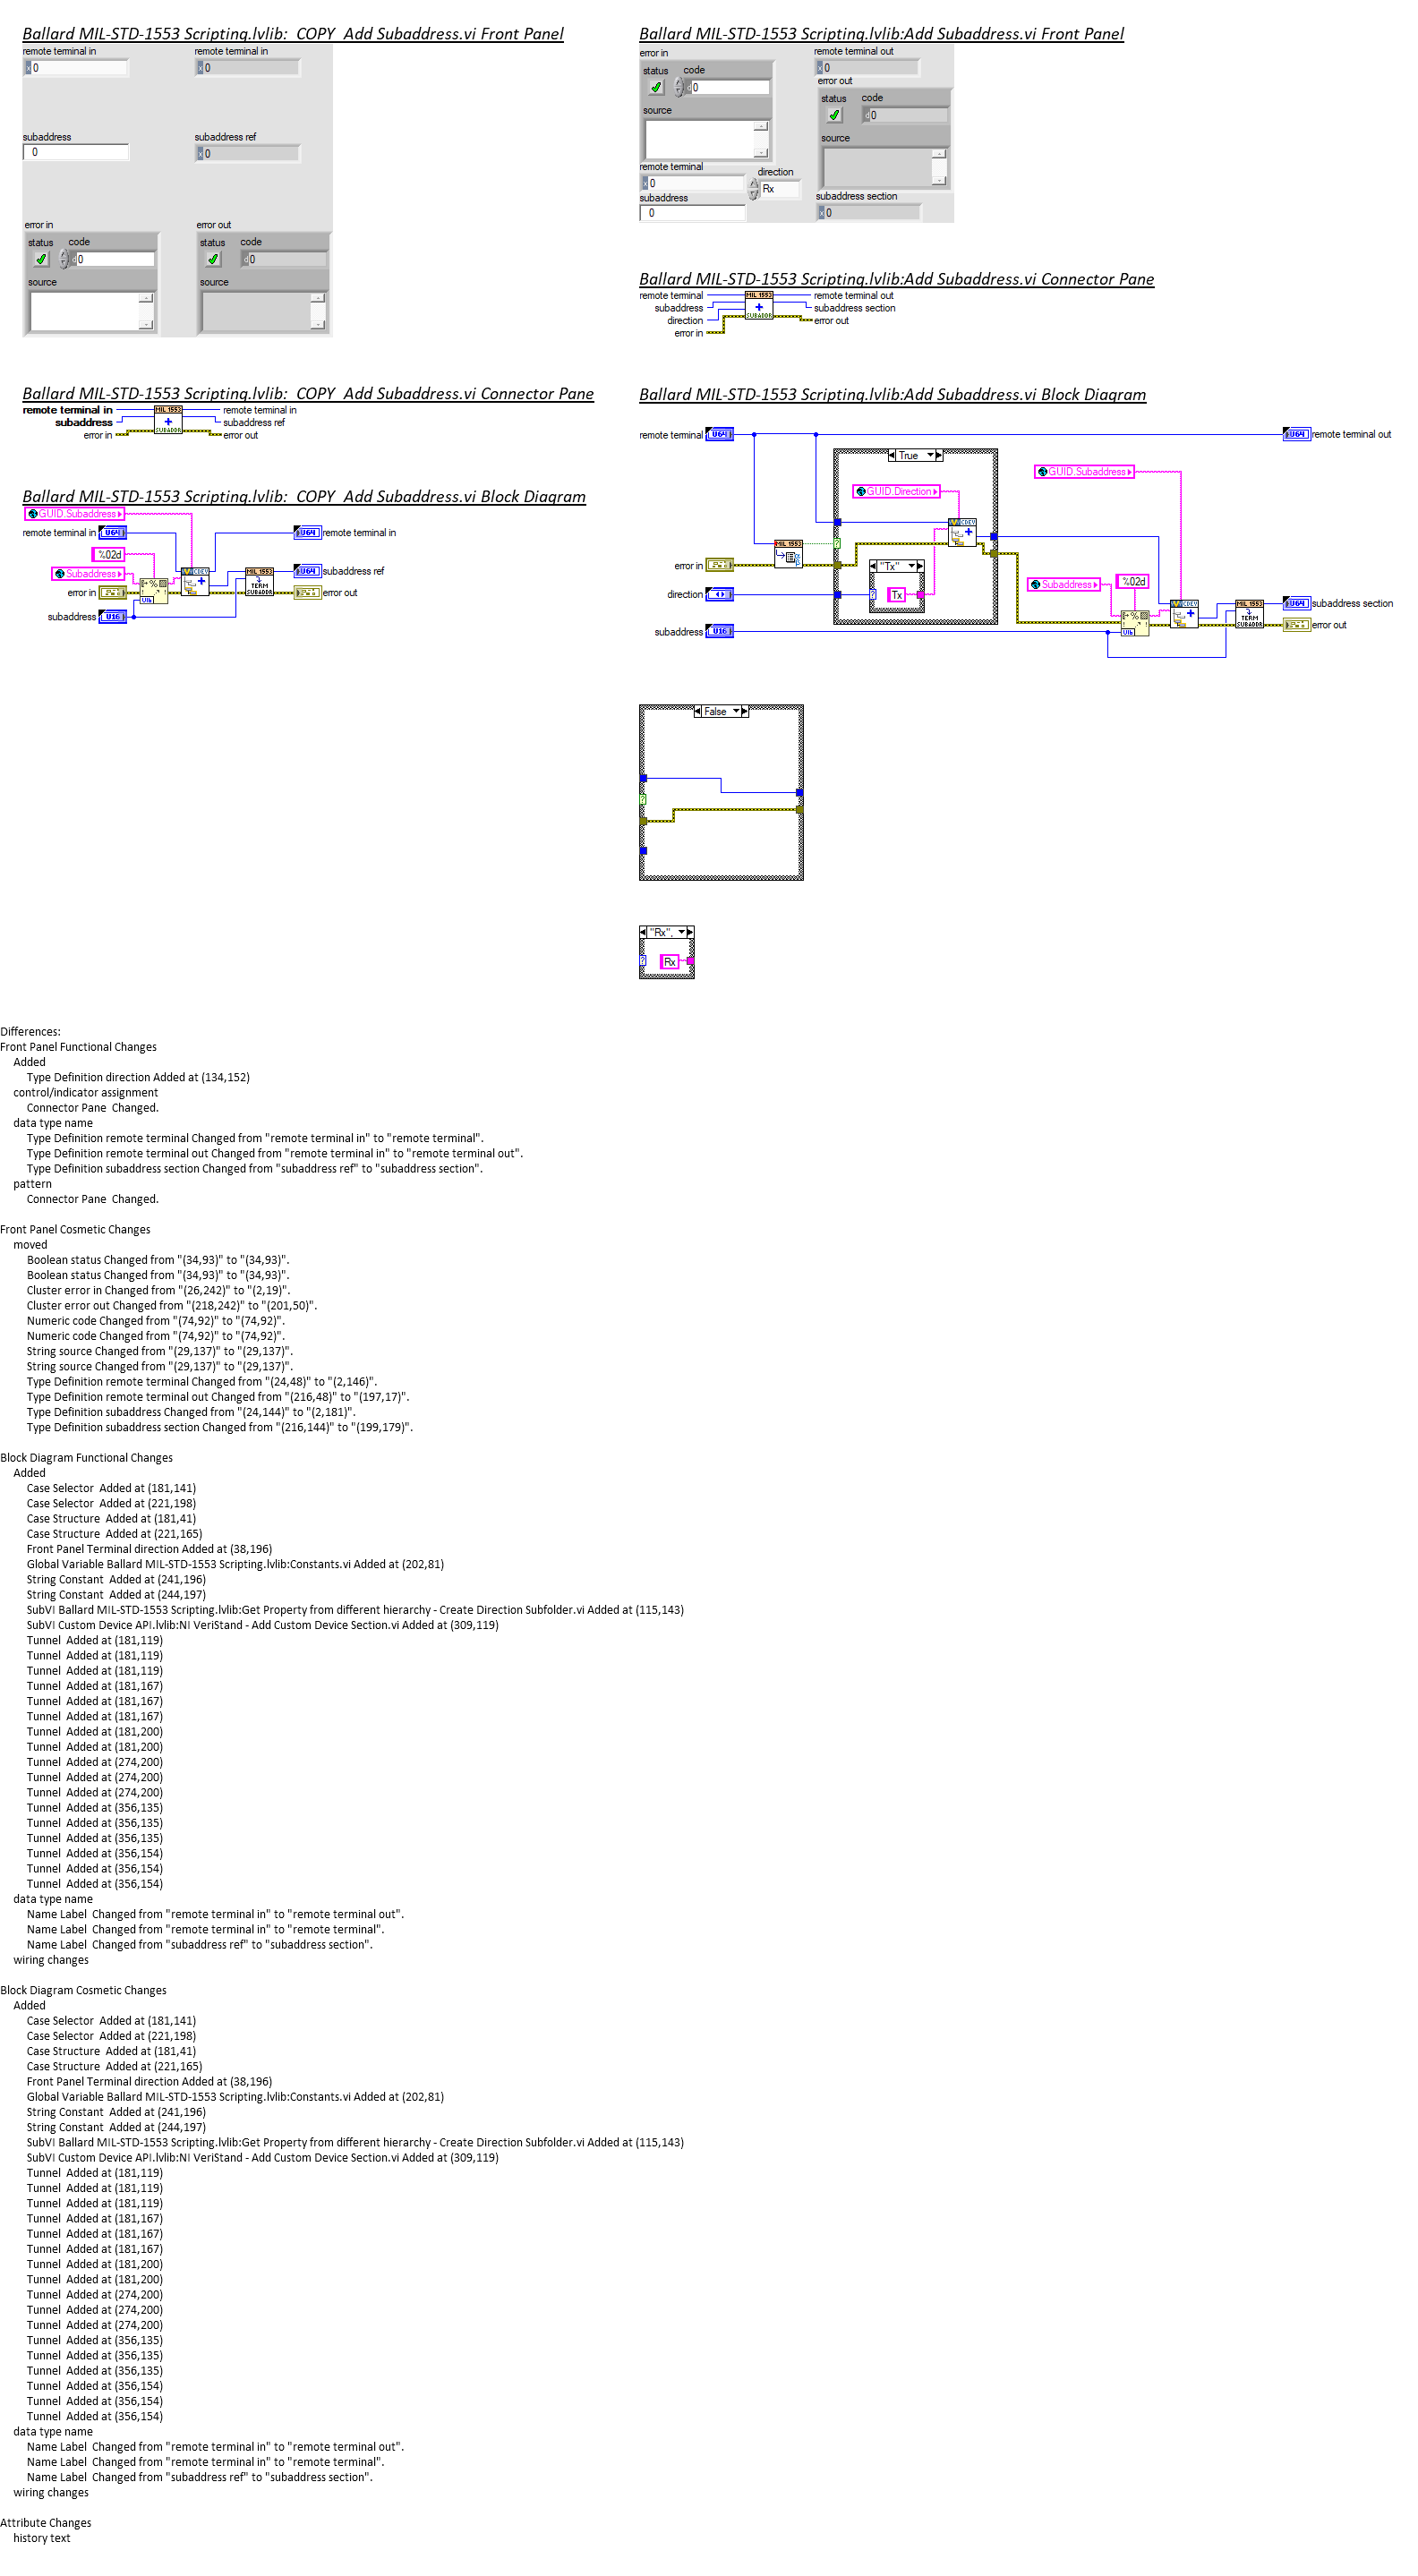 Ballard MIL-STD-1553 Scripting.lvlib:_COPY_Add Subaddress.vi Front Panel
remote terminal in
remote terminal in
x 0
x 0
subaddress
subaddress ref
0
x 0
error in
error out
status
code
status
code
d 0
d 0
source
source
Ballard MIL-STD-1553 Scripting.lvlib:_COPY_Add Subaddress.vi Connector Pane
remote terminal in
subaddress
error in
MIL 1553
SUBADDR
remote terminal in
subaddress ref
error out
Ballard MIL-STD-1553 Scripting.lvlib:_COPY_Add Subaddress.vi Block Diagram
GUID.Subaddress
remote terminal in
U64
U64
remote terminal in
%02d
Subaddress
CDEV
MIL 1553
TERM
SUBADDR
U64
subaddress ref
error in
error out
subaddress
U16
Ballard MIL-STD-1553 Scripting.lvlib:Add Subaddress.vi Front Panel
error in
remote terminal out
status
code
x 0
d 0
error out
status
code
source
d 0
source
remote terminal
direction
x 0
Rx
subaddress
subaddress section
0
x 0
Ballard MIL-STD-1553 Scripting.lvlib:Add Subaddress.vi Connector Pane
remote terminal
subaddress
direction
error in
MIL 1553
SUBADDR
remote terminal out
subaddress section
error out
Ballard MIL-STD-1553 Scripting.lvlib:Add Subaddress.vi Block Diagram
remote terminal
U64
U64
remote terminal out
True
GUID.Subaddress
GUID.Direction
CDEV
MIL 1553
error in
"Tx"
Tx
direction
Subaddress
%02d
CDEV
MIL 1553
TERM
SUBADDR
U64
subaddress section
error out
subaddress
U16
False
"Rx",
Rx
Differences:
Front Panel Functional Changes
Added
Type Definition direction Added at (134,152)
control/indicator assignment
Connector Pane  Changed.
data type name
Type Definition remote terminal Changed from "remote terminal in" to "remote terminal".
Type Definition remote terminal out Changed from "remote terminal in" to "remote terminal out".
Type Definition subaddress section Changed from "subaddress ref" to "subaddress section".
pattern
Connector Pane  Changed.
Front Panel Cosmetic Changes
moved
Boolean status Changed from "(34,93)" to "(34,93)".
Boolean status Changed from "(34,93)" to "(34,93)".
Cluster error in Changed from "(26,242)" to "(2,19)".
Cluster error out Changed from "(218,242)" to "(201,50)".
Numeric code Changed from "(74,92)" to "(74,92)".
Numeric code Changed from "(74,92)" to "(74,92)".
String source Changed from "(29,137)" to "(29,137)".
String source Changed from "(29,137)" to "(29,137)".
Type Definition remote terminal Changed from "(24,48)" to "(2,146)".
Type Definition remote terminal out Changed from "(216,48)" to "(197,17)".
Type Definition subaddress Changed from "(24,144)" to "(2,181)".
Type Definition subaddress section Changed from "(216,144)" to "(199,179)".
Block Diagram Functional Changes
Added
Case Selector  Added at (181,141)
Case Selector  Added at (221,198)
Case Structure  Added at (181,41)
Case Structure  Added at (221,165)
Front Panel Terminal direction Added at (38,196)
Global Variable Ballard MIL-STD-1553 Scripting.lvlib:Constants.vi Added at (202,81)
String Constant  Added at (241,196)
String Constant  Added at (244,197)
SubVI Ballard MIL-STD-1553 Scripting.lvlib:Get Property from different hierarchy - Create Direction Subfolder.vi Added at (115,143)
SubVI Custom Device API.lvlib:NI VeriStand - Add Custom Device Section.vi Added at (309,119)
Tunnel  Added at (181,119)
Tunnel  Added at (181,119)
Tunnel  Added at (181,119)
Tunnel  Added at (181,167)
Tunnel  Added at (181,167)
Tunnel  Added at (181,167)
Tunnel  Added at (181,200)
Tunnel  Added at (181,200)
Tunnel  Added at (274,200)
Tunnel  Added at (274,200)
Tunnel  Added at (274,200)
Tunnel  Added at (356,135)
Tunnel  Added at (356,135)
Tunnel  Added at (356,135)
Tunnel  Added at (356,154)
Tunnel  Added at (356,154)
Tunnel  Added at (356,154)
data type name
Name Label  Changed from "remote terminal in" to "remote terminal out".
Name Label  Changed from "remote terminal in" to "remote terminal".
Name Label  Changed from "subaddress ref" to "subaddress section".
wiring changes
Block Diagram Cosmetic Changes
Added
Case Selector  Added at (181,141)
Case Selector  Added at (221,198)
Case Structure  Added at (181,41)
Case Structure  Added at (221,165)
Front Panel Terminal direction Added at (38,196)
Global Variable Ballard MIL-STD-1553 Scripting.lvlib:Constants.vi Added at (202,81)
String Constant  Added at (241,196)
String Constant  Added at (244,197)
SubVI Ballard MIL-STD-1553 Scripting.lvlib:Get Property from different hierarchy - Create Direction Subfolder.vi Added at (115,143)
SubVI Custom Device API.lvlib:NI VeriStand - Add Custom Device Section.vi Added at (309,119)
Tunnel  Added at (181,119)
Tunnel  Added at (181,119)
Tunnel  Added at (181,119)
Tunnel  Added at (181,167)
Tunnel  Added at (181,167)
Tunnel  Added at (181,167)
Tunnel  Added at (181,200)
Tunnel  Added at (181,200)
Tunnel  Added at (274,200)
Tunnel  Added at (274,200)
Tunnel  Added at (274,200)
Tunnel  Added at (356,135)
Tunnel  Added at (356,135)
Tunnel  Added at (356,135)
Tunnel  Added at (356,154)
Tunnel  Added at (356,154)
Tunnel  Added at (356,154)
data type name
Name Label  Changed from "remote terminal in" to "remote terminal out".
Name Label  Changed from "remote terminal in" to "remote terminal".
Name Label  Changed from "subaddress ref" to "subaddress section".
wiring changes
Attribute Changes
history text